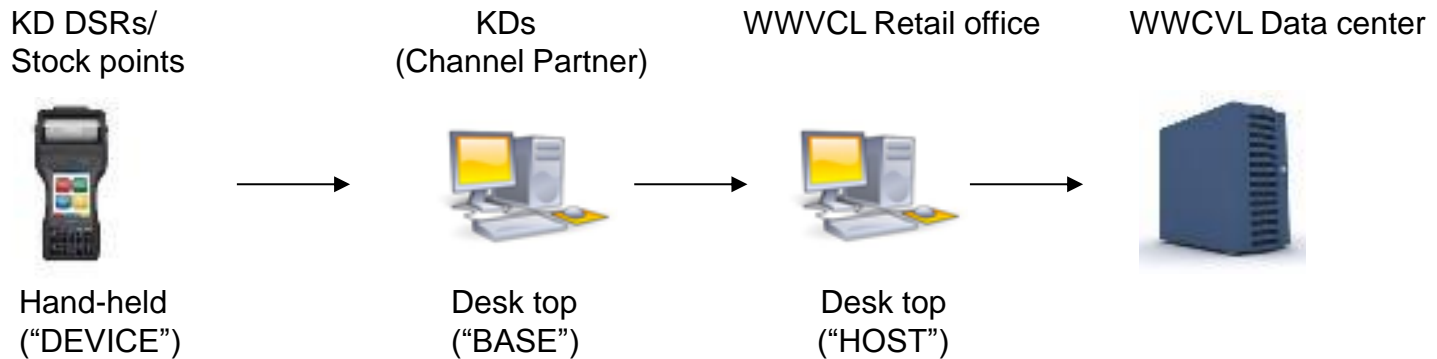 KD DSRs/
Stock points
KDs
(Channel Partner)
WWVCL Retail office
WWCVL Data center
Hand-held
(“DEVICE”)
Desk top
(“BASE”)
Desk top
(“HOST”)